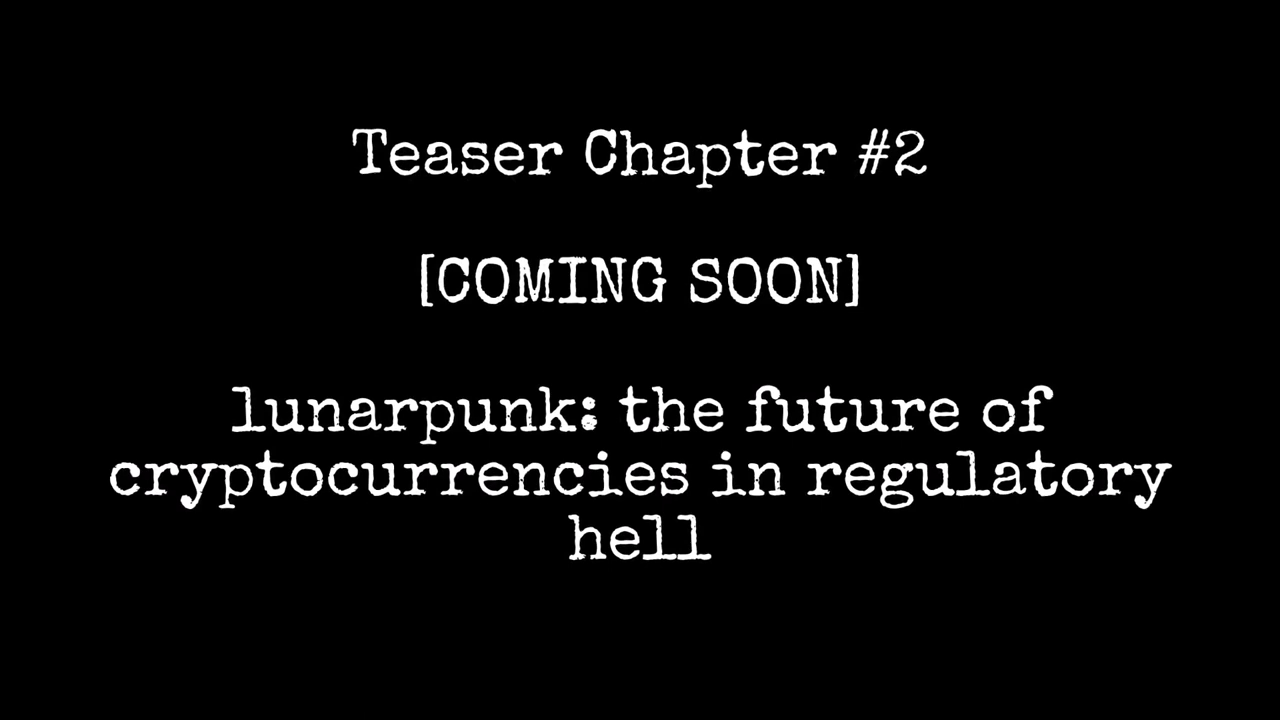 Teaser Chapter #2
[COMING SOON]
lunarpunk: the future of
cryptocurrencies in regulatory
hell